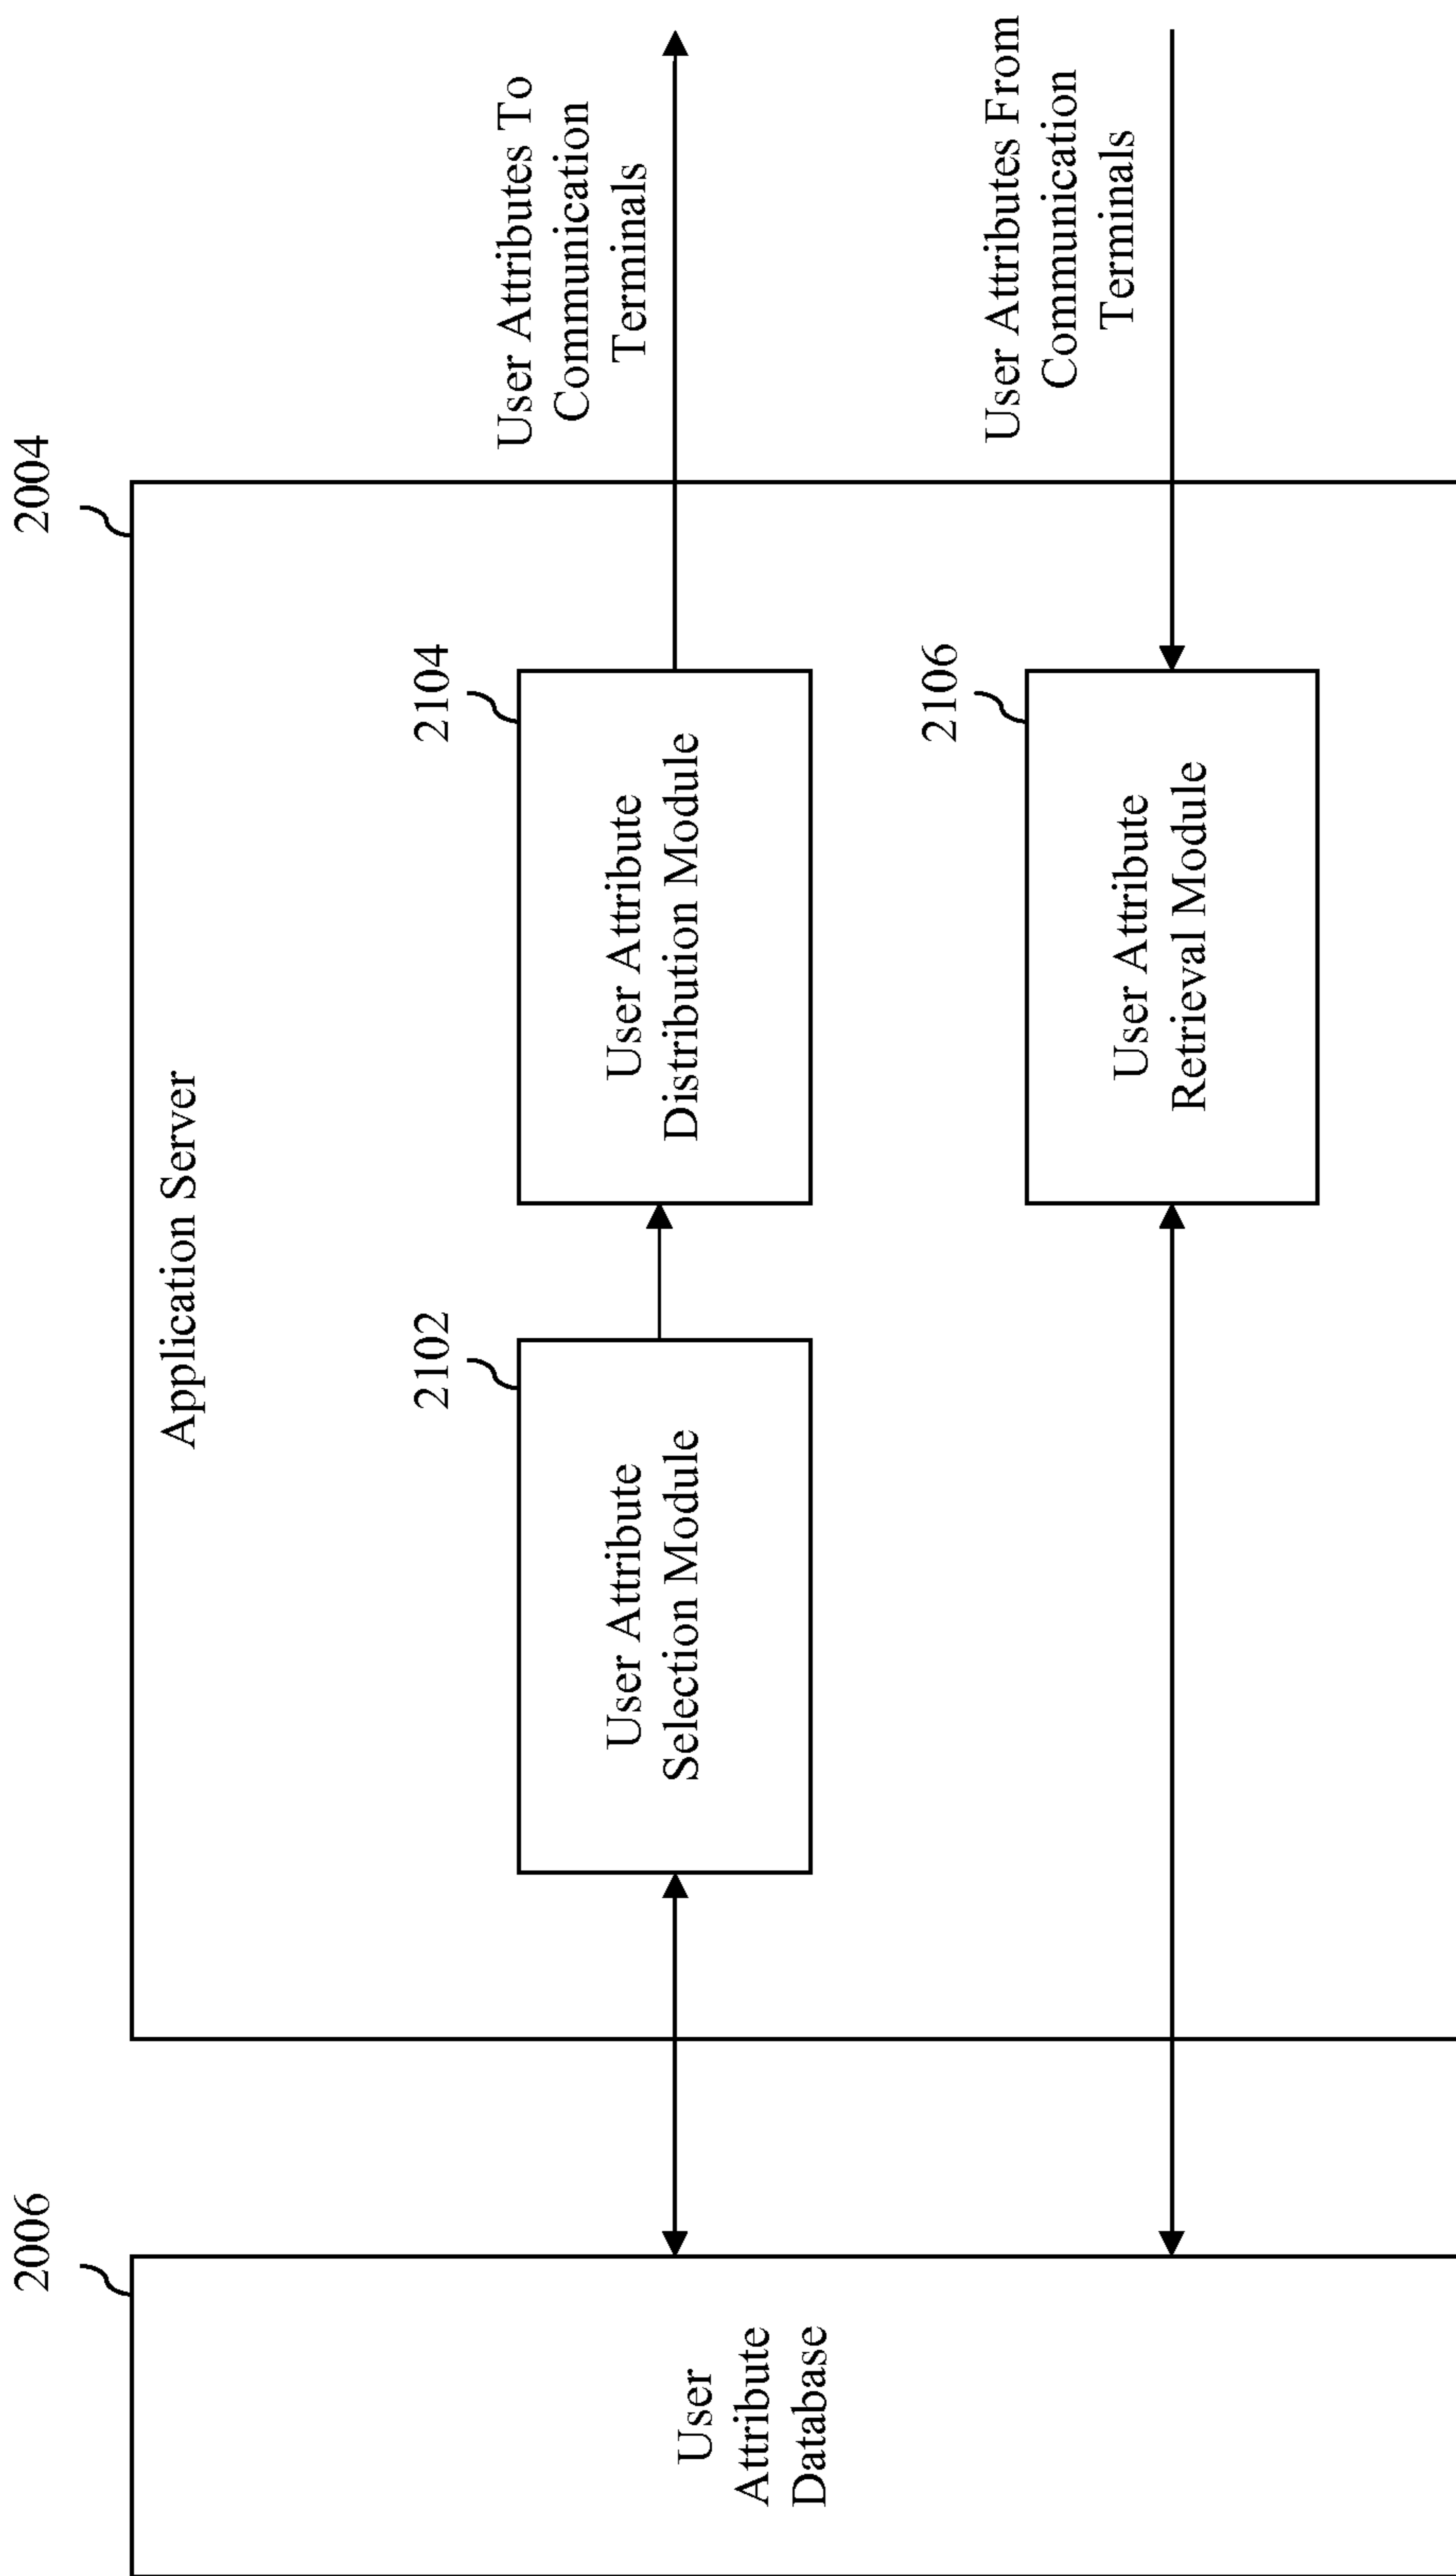 2006
User
Attribute
Database
2004
Application Server
2102
User Attribute
Selection Module
2104
User Attribute
Distribution Module
User Attributes To
Communication
Terminals
2106
User Attribute
Retrieval Module
User Attributes From
Communication
Terminals